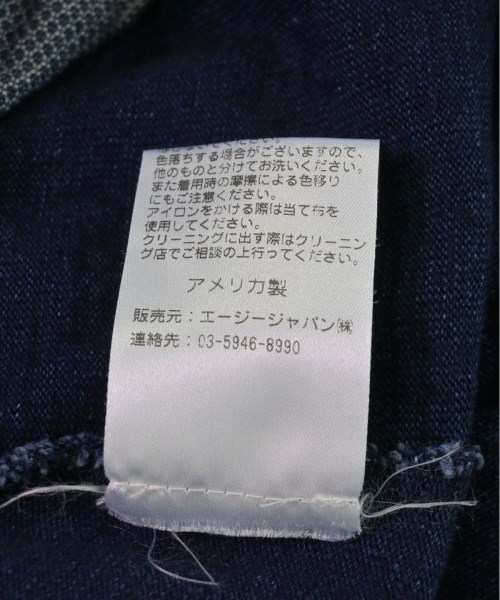 色落ちする場合がございますので、
他のものと分けてお洗いください。
また着用時の摩擦による色移り
にもご注意ください。
アイロンをかける際は当て布を
使用してください。
クリーニングに出す際はクリーニン
グ店でご相談の上行ってください。
アメリカ製
販売元：エージージャパン㈱
連絡先：03-5946-8990